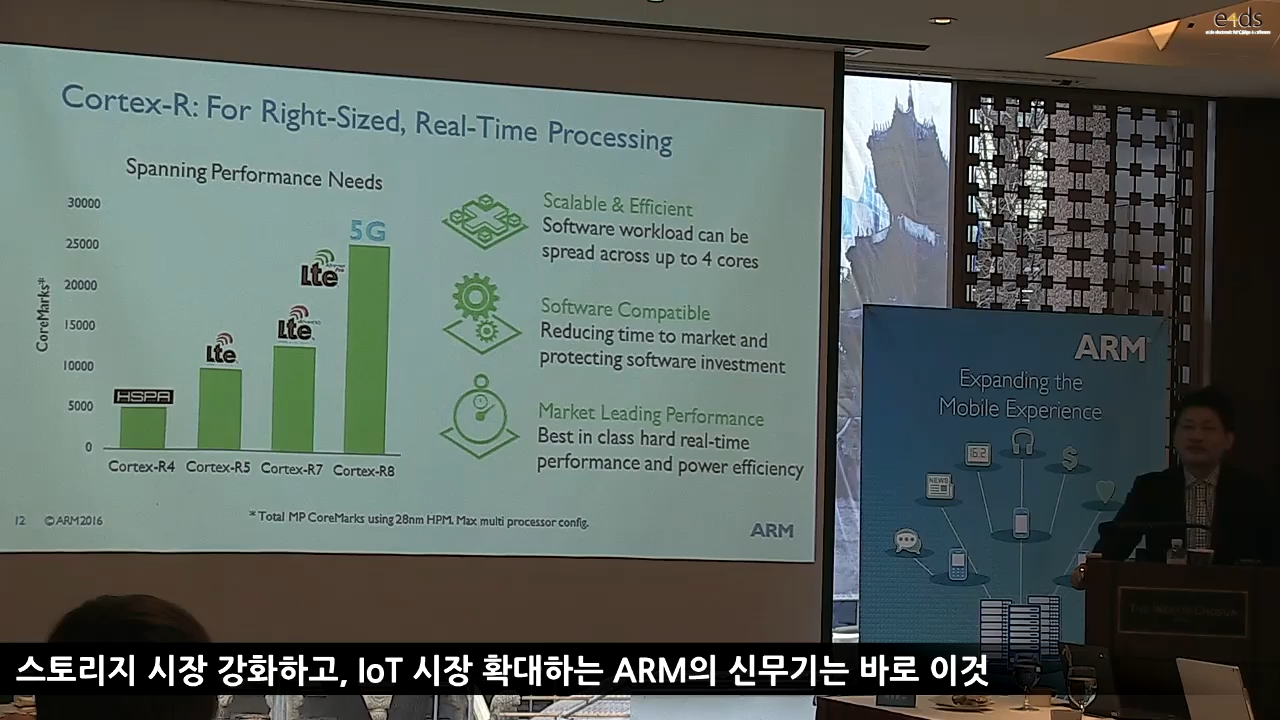 e4ds
Cortex-R: For Right-Sized, Real-Time Processing
Spanning Performance Needs
30000
25000
20000
15000
10000
5000
0
CoreMarks*
HSPA
Lte
Lte
Lte
5G
Cortex-R4 Cortex-R5 Cortex-R7 Cortex-R8
Scalable & Efficient
Software workload can be
spread across up to 4 cores
Software Compatible
Reducing time to market and
protecting software investment
Market Leading Performance
Best in class hard real-time
performance and power efficiency
* Total MP CoreMarks using 28nm HPM. Max multi processor config.
12 ©ARM2016
ARM
ARM
Expanding the
Mobile Experience
16.2
$
NEWS
스토리지 시장 강화하고, IoT 시장 확대하는 ARM의 신무기는 바로 이것